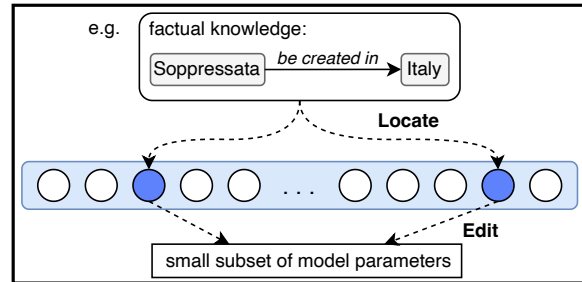 e.g. factual knowledge:
be created in
Soppressata Italy
Locate
. . .
Edit
small subset of model parameters